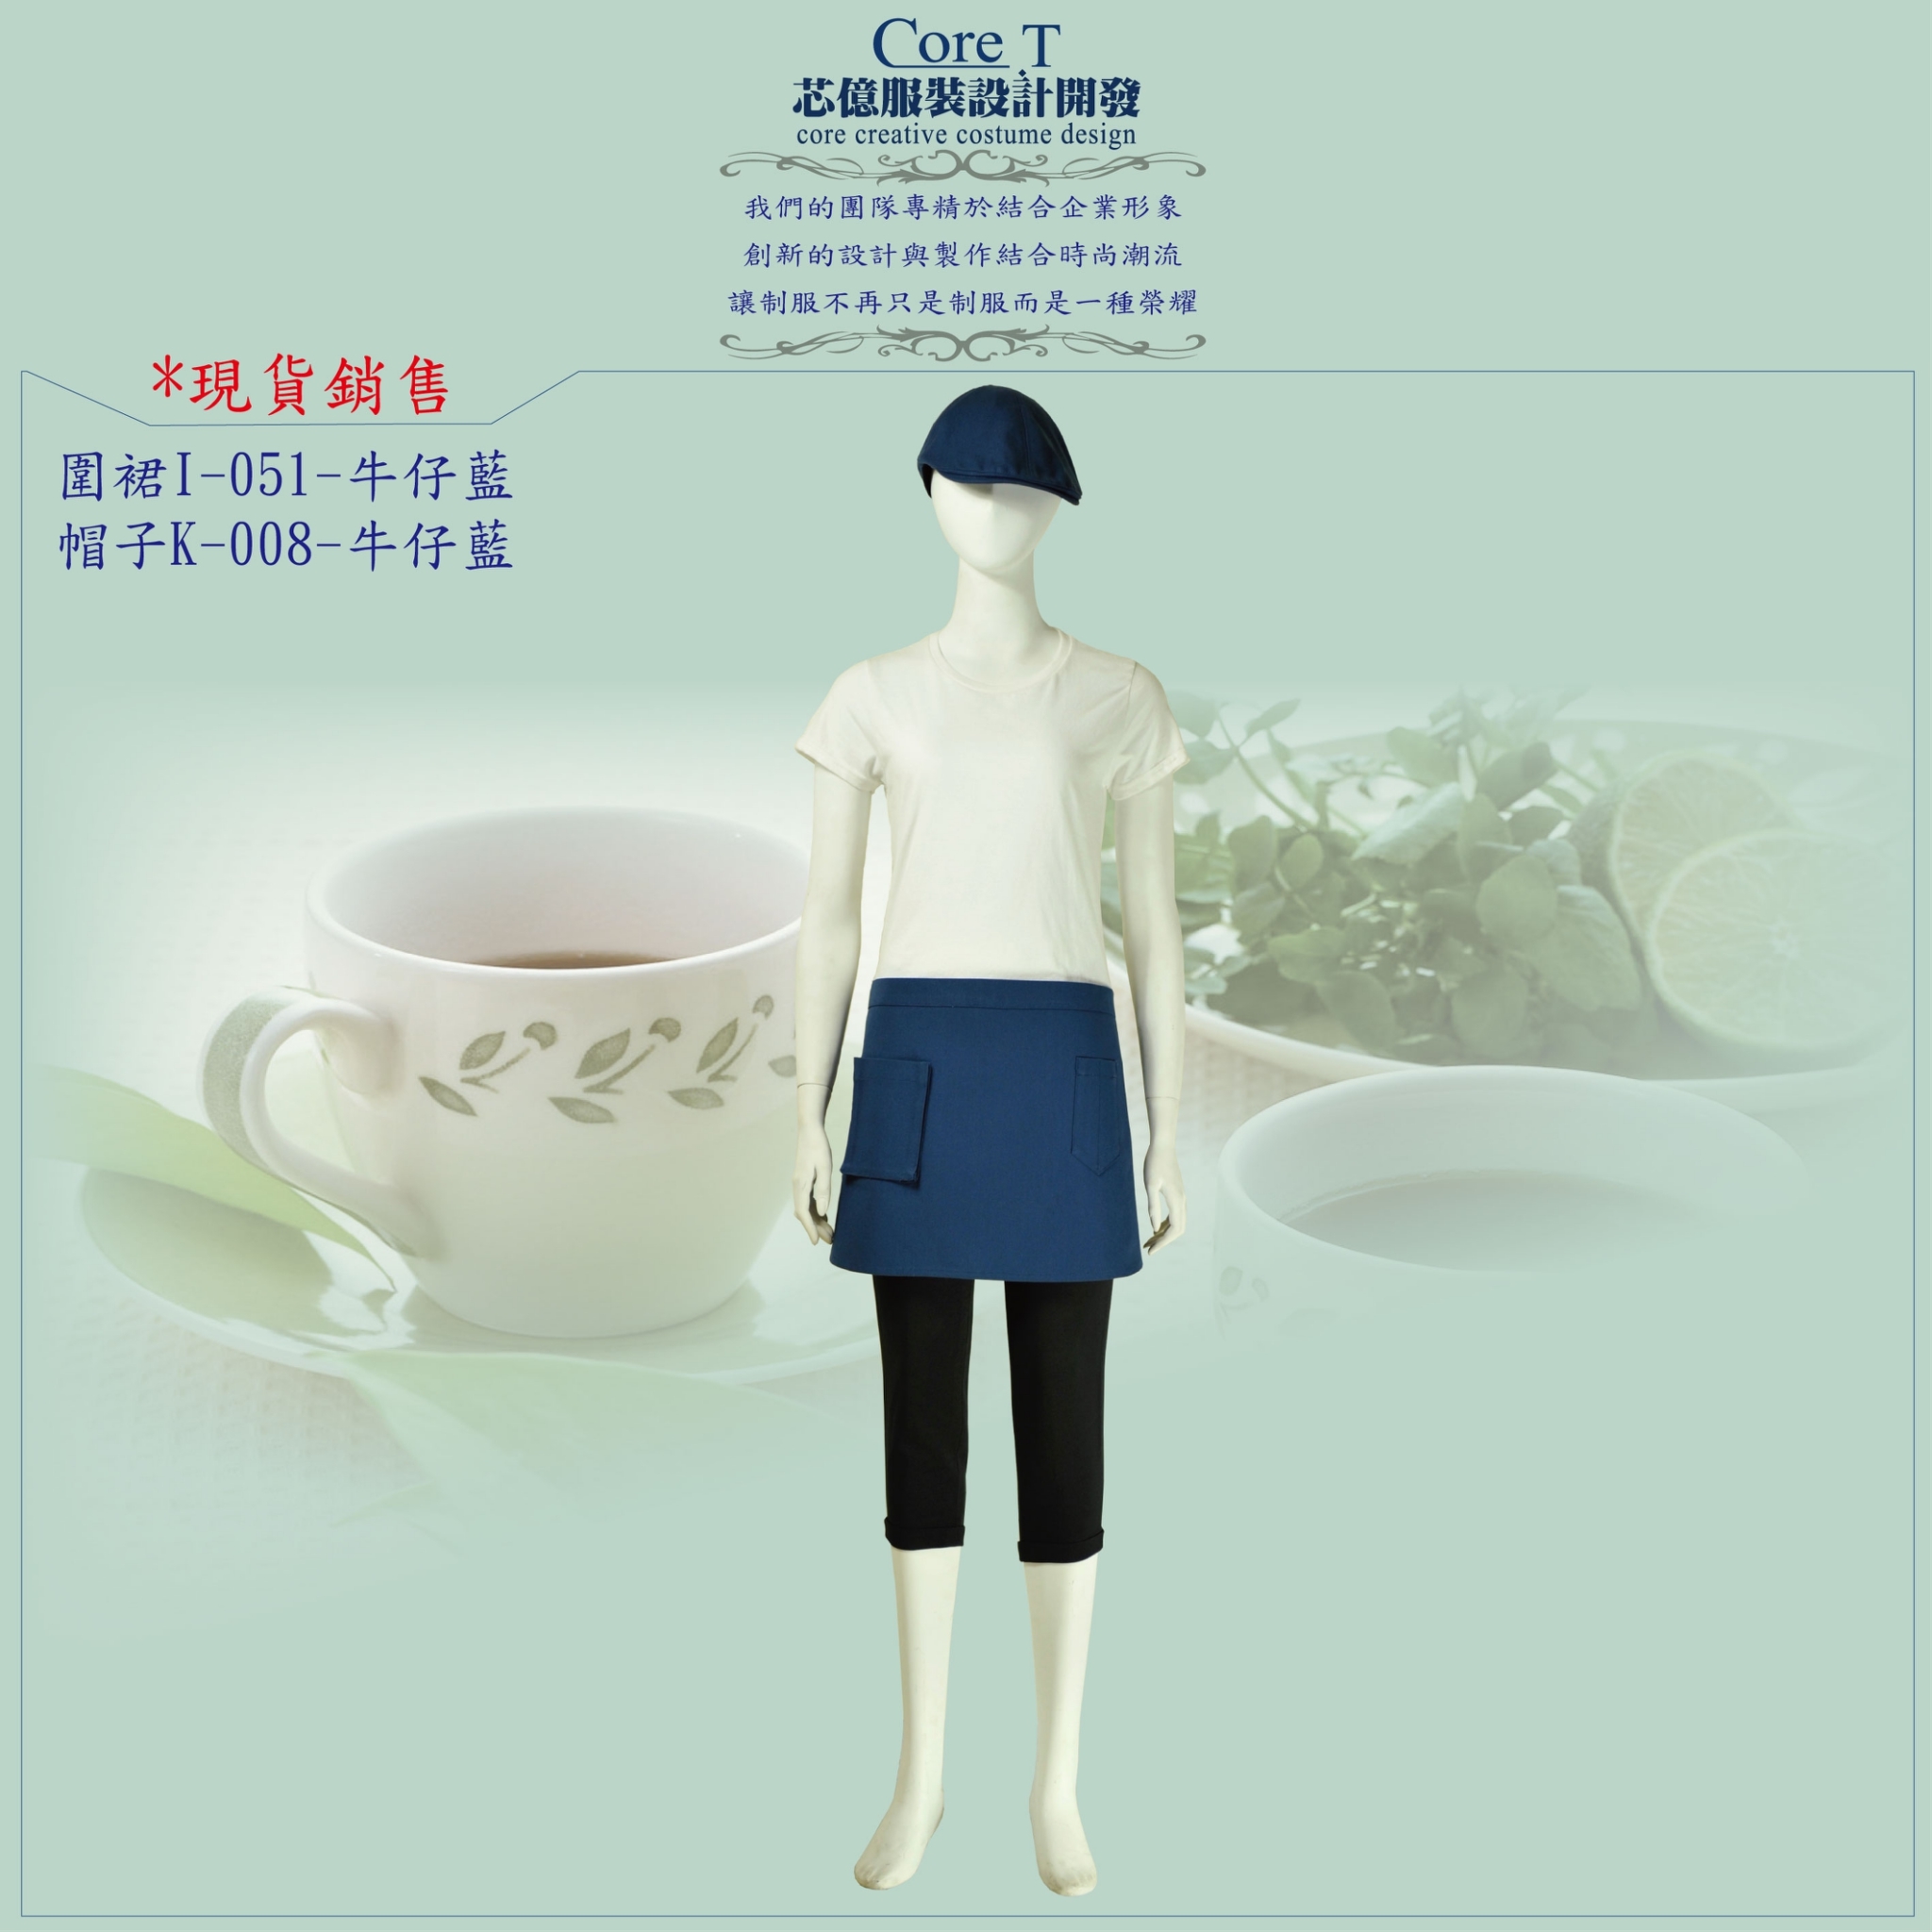 Core T
芯億服裝設計開發
core creative costume design
我們的團隊專精於結合企業形象
創新的設計與製作結合時尚潮流
讓制服不再只是制服而是一種榮耀
*現貨銷售
圍裙I-051-牛仔藍
帽子K-008-牛仔藍